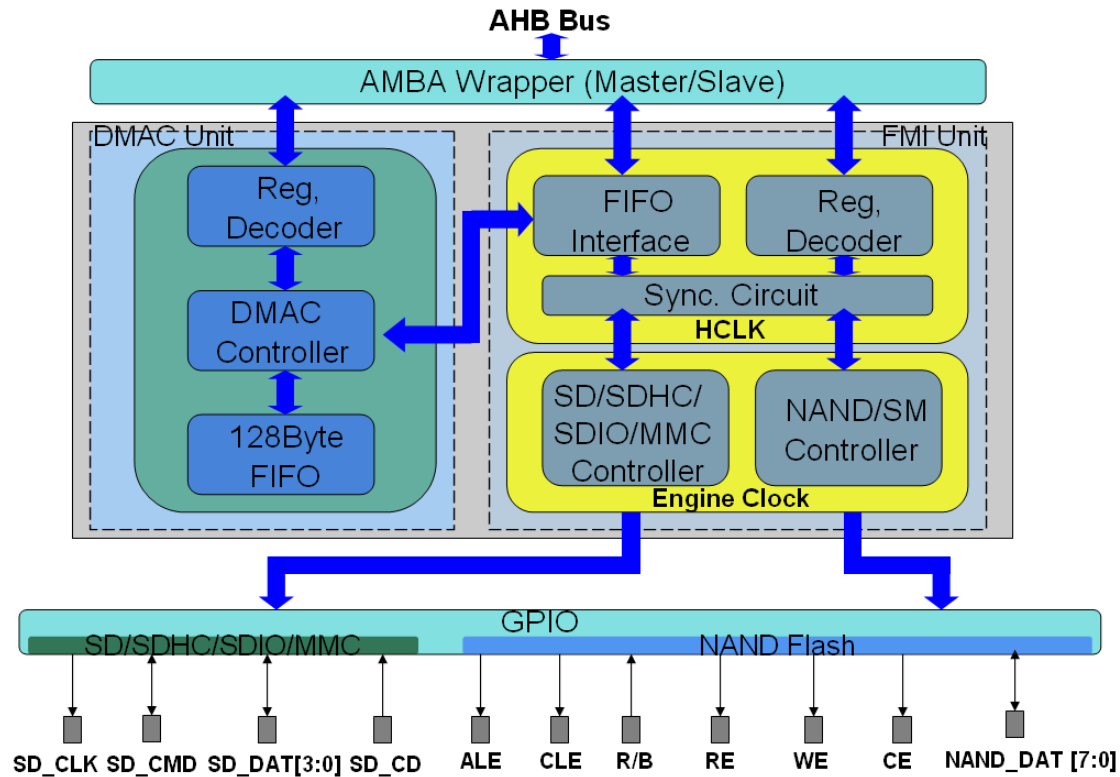 AHB Bus
AMBA Wrapper (Master/Slave)
DMAC Unit
FMI Unit
Reg,
Decoder
DMAC
Controller
128Byte
FIFO
FIFO
Interface
Reg,
Decoder
Sync. Circuit
HCLK
SD/SDHC/
SDIO/MMC
Controller
NAND/SM
Controller
Engine Clock
GPIO
SD/SDHC/SDIO/MMC
NAND Flash
SD_CLK
SD_CMD
SD_DAT[3:0]
SD_CD
ALE
CLE
R/B
RE
WE
CE
NAND_DAT [7:0]